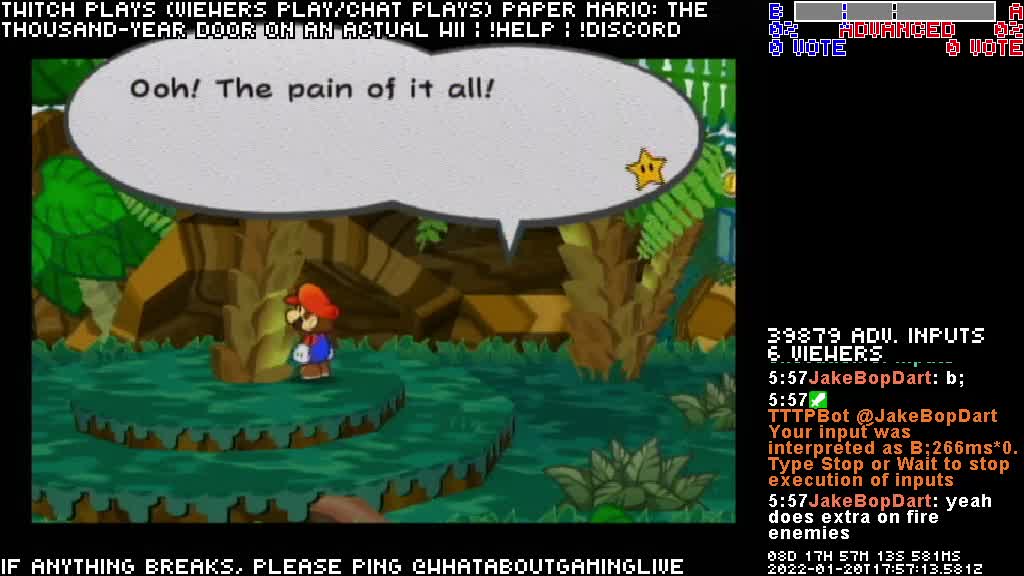 TWITCH PLAYS (VIEWERS PLAY/CHAT PLAYS) PAPER MARIO: THE
THOUSAND-YEAR DOOR ON AN ACTUAL WII | !HELP | !DISCORD
B A
0% ADVANCED 0%
0 VOTE 0 VOTE
Ooh! The pain of it all!
39879 ADV. INPUTS
6 VIEWERS
5:57JakeBopDart: b;
5:57
TTTPBot @JakeBopDart
Your input was
interpreted as B;266ms*0.
Type Stop or Wait to stop
execution of inputs
5:57JakeBopDart: yeah
does extra on fire
enemies
08D 17H 57M 13S 581MS
2022-01-20T17:57:13.581Z
IF ANYTHING BREAKS, PLEASE PING @WHATABOUTGAMINGLIVE